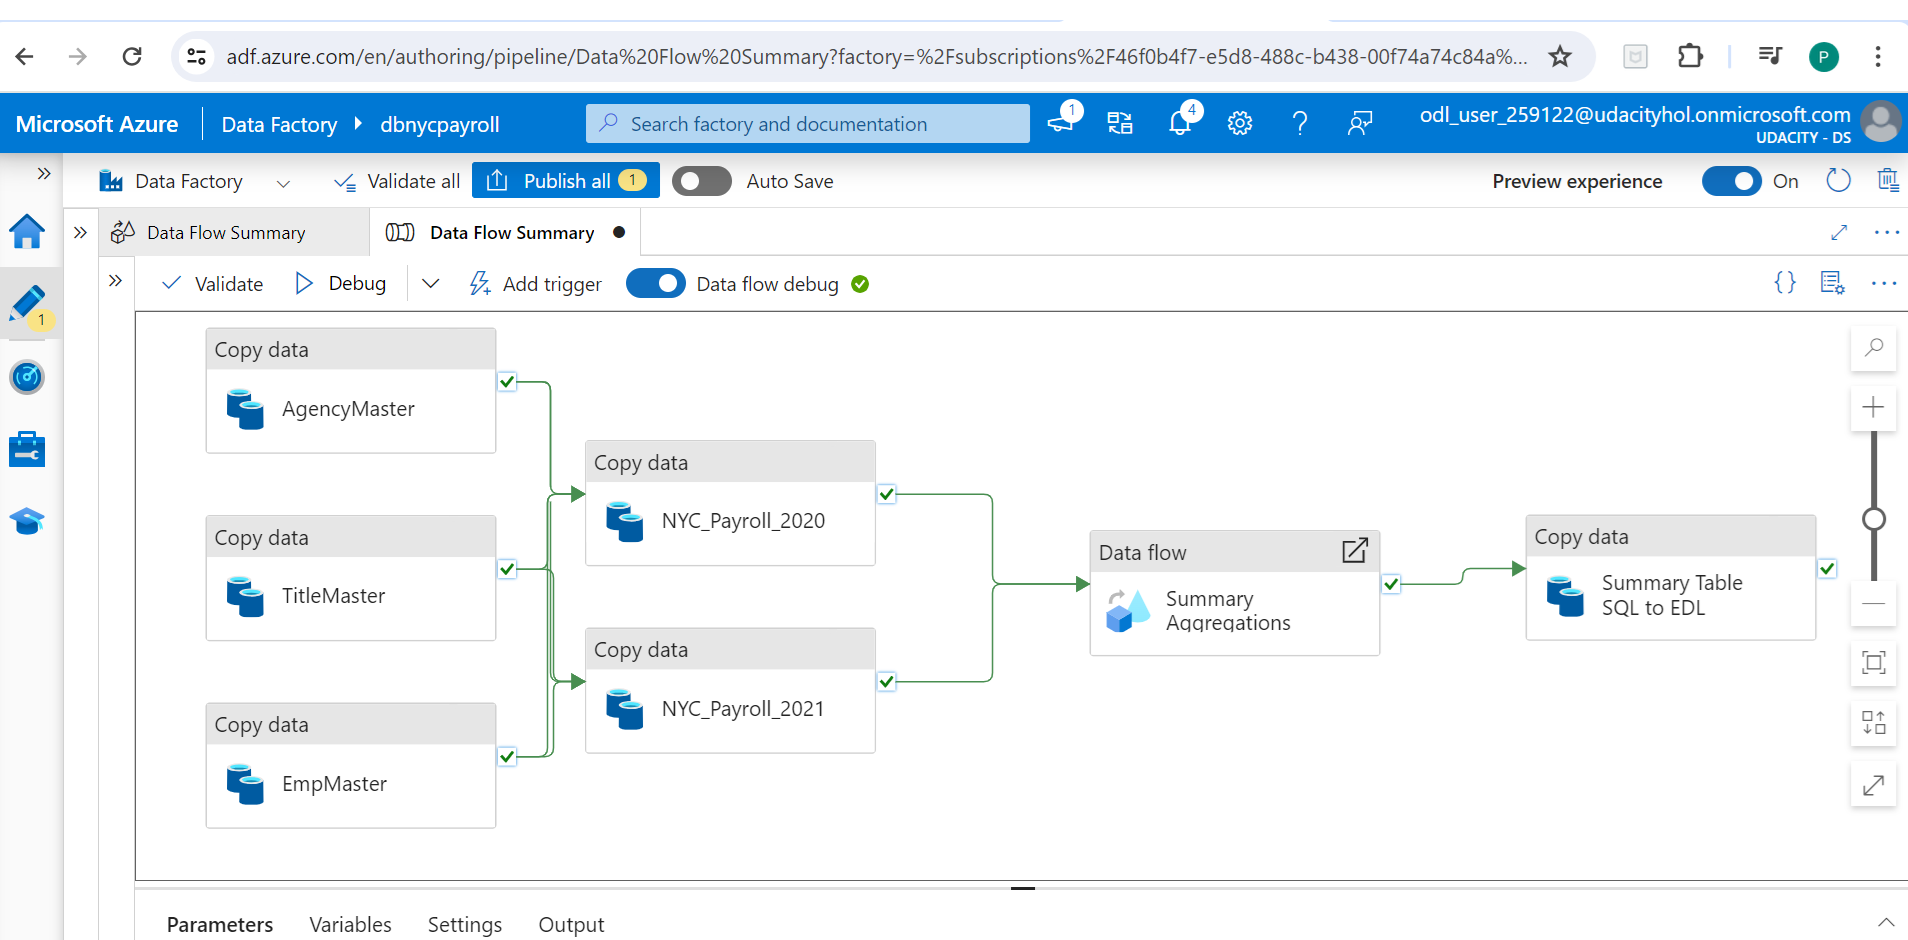 adf.azure.com/en/authoring/pipeline/Data%20Flow%20Summary?factory=%2Fsubscriptions%2F46f0b4f7-e5d8-488c-b438-00f74a74c84a%...
P
Microsoft Azure
Data Factory
dbnycpayroll
Search factory and documentation
1
4
odl_user_259122@udacityhol.onmicrosoft.com
UDACITY - DS
Data Factory
Validate all
Publish all 1
Auto Save
Preview experience
On
Data Flow Summary
Data Flow Summary
Validate
Debug
Add trigger
Data flow debug
1
Copy data
AgencyMaster
Copy data
NYC_Payroll_2020
Copy data
TitleMaster
Data flow
Summary
Aggregations
Copy data
Summary Table
SQL to EDL
Copy data
NYC_Payroll_2021
Copy data
EmpMaster
Parameters
Variables
Settings
Output